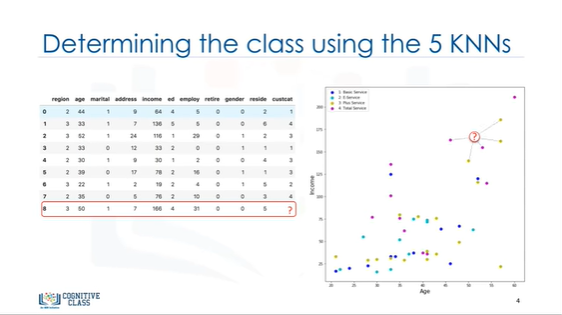 Determining the class using the 5 KNNs
region age marital address income ed employ retire gender reside custcat
0 2 44 1 9 64 4 5 0 0 2 1
1 3 33 1 7 136 5 5 0 0 6 4
2 3 52 1 24 116 1 29 0 1 2 3
3 2 33 0 12 33 2 0 0 1 1 1
4 2 30 1 9 30 1 2 0 0 4 3
5 2 39 0 17 78 2 16 0 1 1 3
6 3 22 1 2 19 2 4 0 1 5 2
7 2 35 0 5 76 2 10 0 0 3 4
8 3 50 1 7 166 4 31 0 0 5 ?
1: Basic Service
2: E-Service
3: Plus Service
4: Total Service
?
Income
200
175
150
125
100
75
50
25
20 25 30 35 40 45 50 55 60
Age
COGNITIVE
CLASS
4